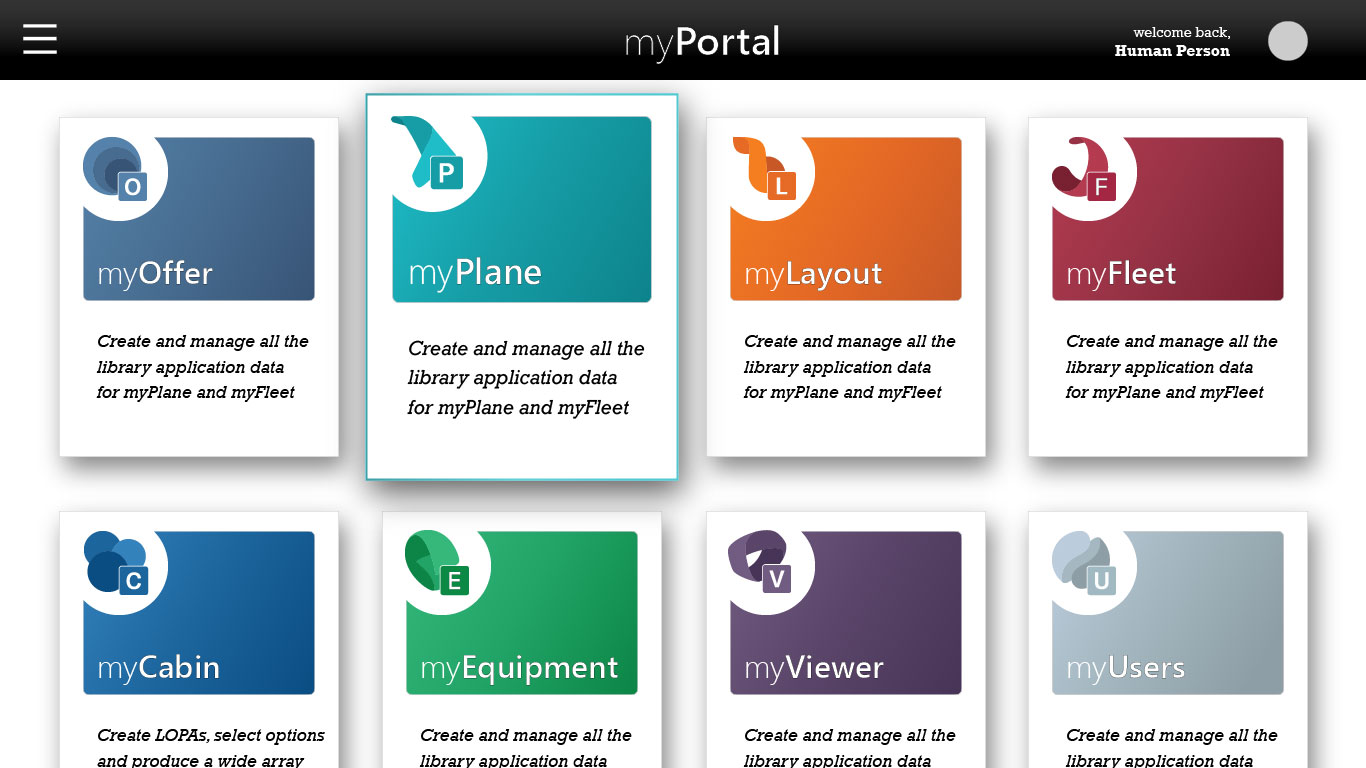 myPortal
welcome back,
Human Person
O
myOffer
Create and manage all the
library application data
for myPlane and myFleet
P
myPlane
Create and manage all the
library application data
for myPlane and myFleet
L
myLayout
Create and manage all the
library application data
for myPlane and myFleet
F
myFleet
Create and manage all the
library application data
for myPlane and myFleet
C
myCabin
Create LOPAs, select options
and produce a wide array
E
myEquipment
Create and manage all the
library application data
V
myViewer
Create and manage all the
library application data
U
myUsers
Create and manage all the
library application data